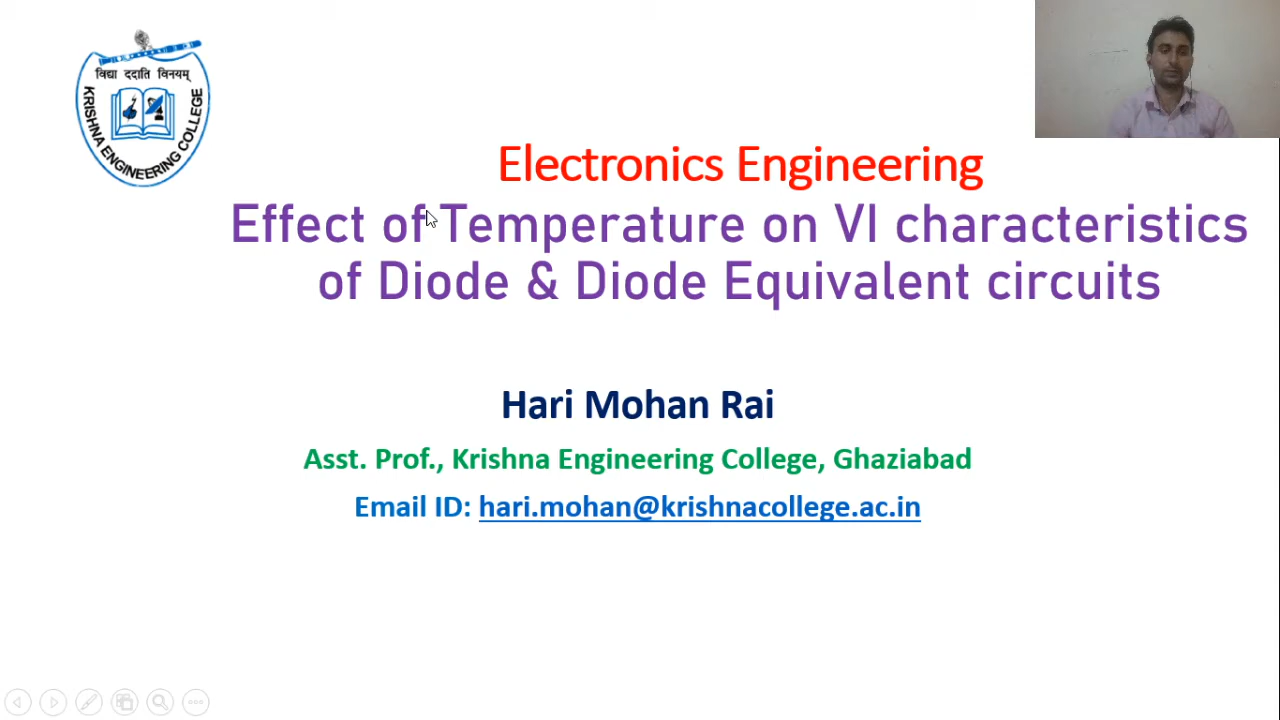 विद्या ददाति विनयम्
KRISHNA ENGINEERING COLLEGE
Electronics Engineering
Effect of Temperature on VI characteristics
of Diode & Diode Equivalent circuits
Hari Mohan Rai
Asst. Prof., Krishna Engineering College, Ghaziabad
Email ID: hari.mohan@krishnacollege.ac.in